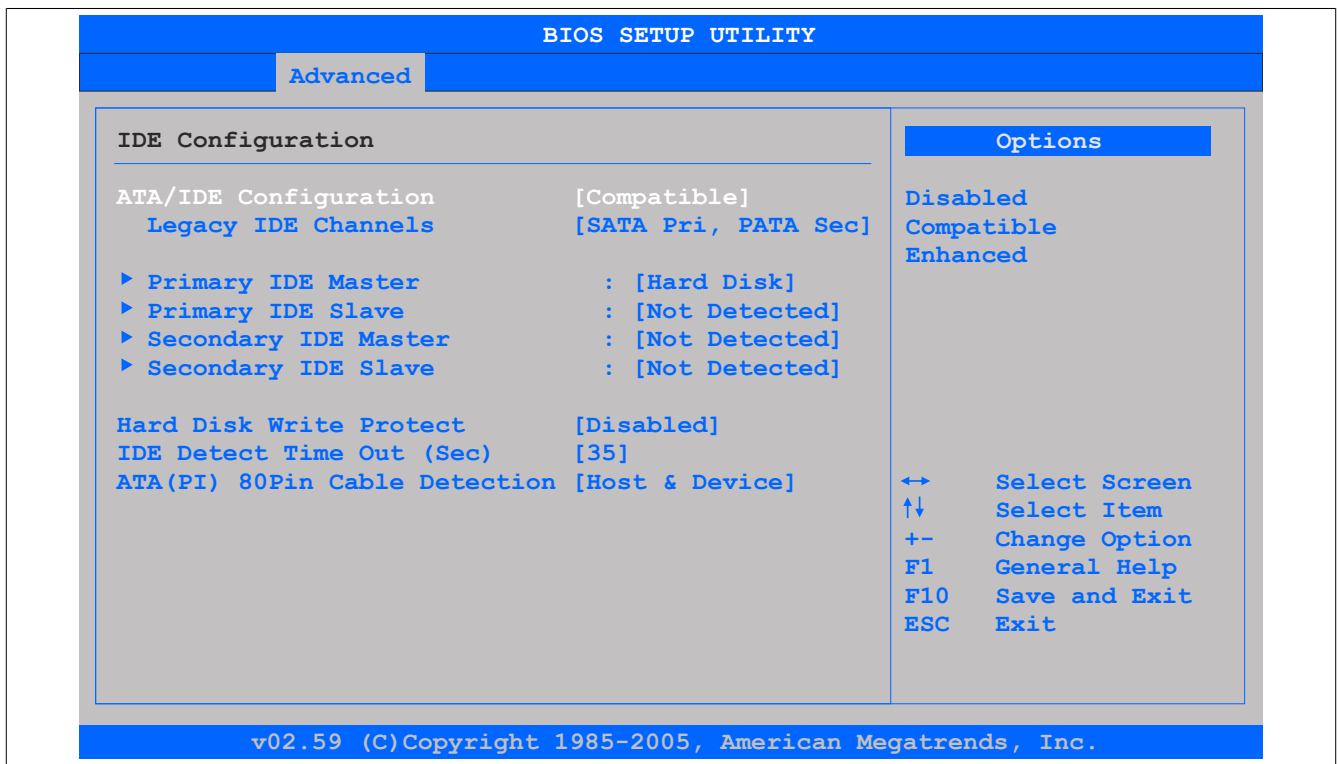 BIOS SETUP UTILITY
Advanced
IDE Configuration
ATA/IDE Configuration [Compatible]
Legacy IDE Channels [SATA Pri, PATA Sec]
Primary IDE Master : [Hard Disk]
Primary IDE Slave : [Not Detected]
Secondary IDE Master : [Not Detected]
Secondary IDE Slave : [Not Detected]
Hard Disk Write Protect [Disabled]
IDE Detect Time Out (Sec) [35]
ATA(PI) 80Pin Cable Detection [Host & Device]
Options
Disabled
Compatible
Enhanced
↔ Select Screen
↑↓ Select Item
+- Change Option
F1 General Help
F10 Save and Exit
ESC Exit
v02.59 (C)Copyright 1985-2005, American Megatrends, Inc.